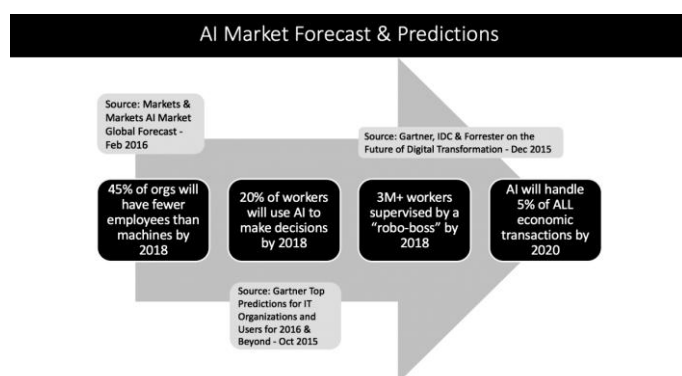 AI Market Forecast & Predictions
Source: Markets &
Markets AI Market
Global Forecast -
Feb 2016
Source: Gartner, IDC & Forrester on the
Future of Digital Transformation - Dec 2015
45% of orgs will
have fewer
employees than
machines by
2018
20% of workers
will use AI to
make decisions
by 2018
3M+ workers
supervised by a
“robo-boss” by
2018
AI will handle
5% of ALL
economic
transactions by
2020
Source: Gartner Top
Predictions for IT
Organizations and
Users for 2016 &
Beyond - Oct 2015